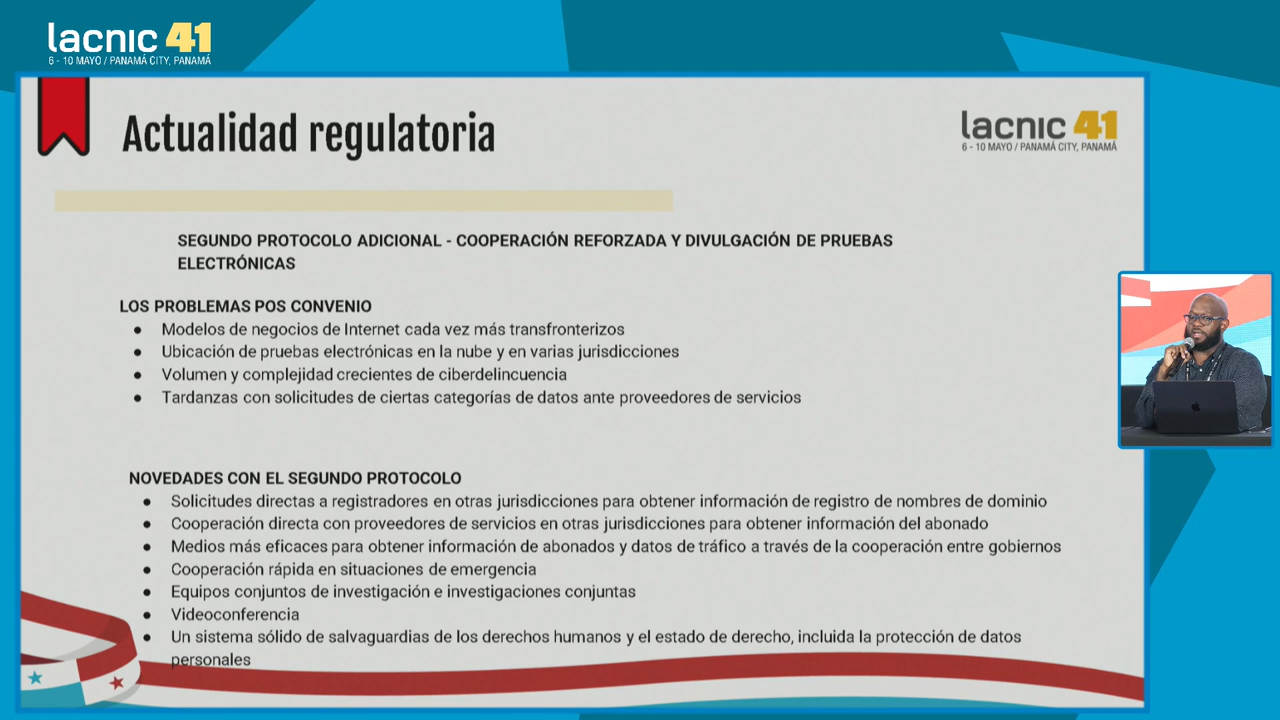 lacnic 41
6 - 10 MAYO / PANAMÁ CITY, PANAMÁ
Actualidad regulatoria
lacnic 41
6 - 10 MAYO / PANAMÁ CITY, PANAMÁ
SEGUNDO PROTOCOLO ADICIONAL - COOPERACIÓN REFORZADA Y DIVULGACIÓN DE PRUEBAS
ELECTRÓNICAS
LOS PROBLEMAS POS CONVENIO
● Modelos de negocios de Internet cada vez más transfronterizos
● Ubicación de pruebas electrónicas en la nube y en varias jurisdicciones
● Volumen y complejidad crecientes de ciberdelincuencia
● Tardanzas con solicitudes de ciertas categorías de datos ante proveedores de servicios
NOVEDADES CON EL SEGUNDO PROTOCOLO
● Solicitudes directas a registradores en otras jurisdicciones para obtener información de registro de nombres de dominio
● Cooperación directa con proveedores de servicios en otras jurisdicciones para obtener información del abonado
● Medios más eficaces para obtener información de abonados y datos de tráfico a través de la cooperación entre gobiernos
● Cooperación rápida en situaciones de emergencia
● Equipos conjuntos de investigación e investigaciones conjuntas
● Videoconferencia
● Un sistema sólido de salvaguardias de los derechos humanos y el estado de derecho, incluida la protección de datos
personales